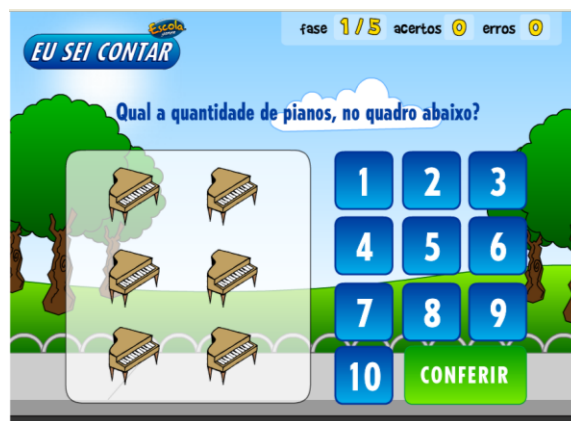 Escola
EU SEI CONTAR
fase 1/5 acertos 0 erros 0
Qual a quantidade de pianos, no quadro abaixo?
1 2 3
4 5 6
7 8 9
10 CONFERIR